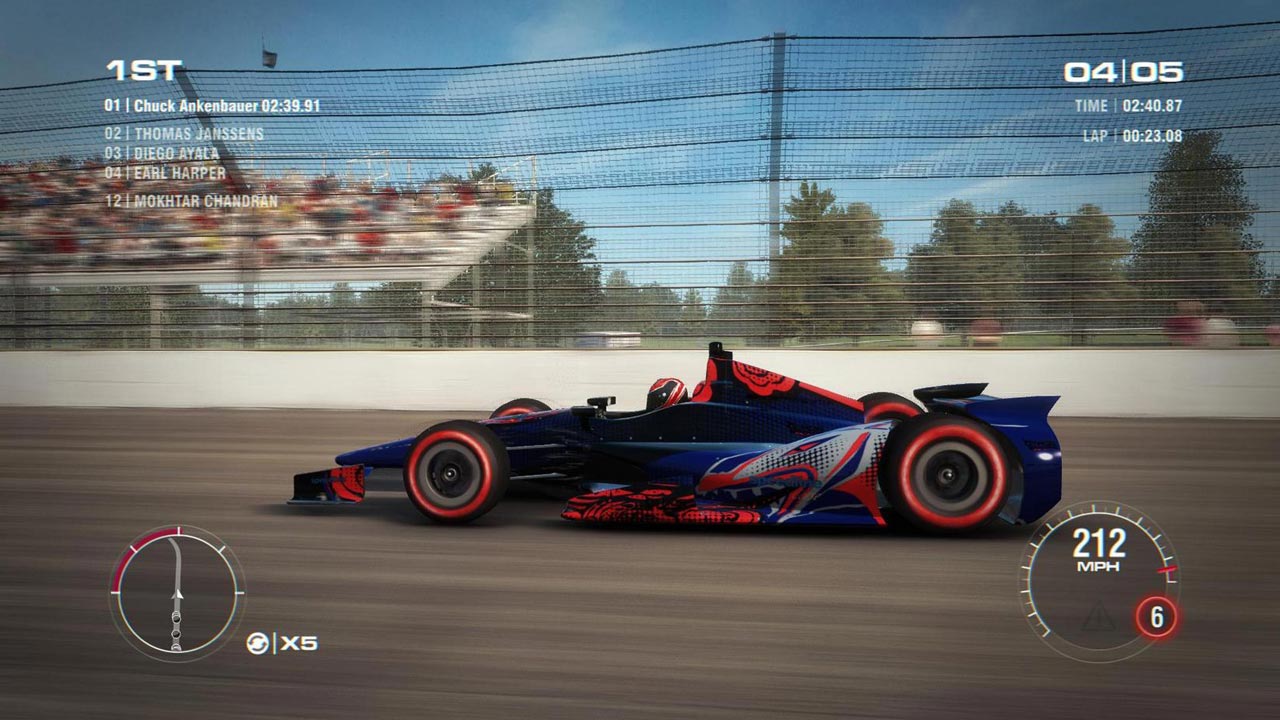 1ST
01 | Chuck Ankenbauer 02:39.91
02 | THOMAS JANSSENS
03 | DIEGO AYALA
04 | EARL HARPER
12 | MOKHTAR CHANDRAN
04|05
TIME | 02:40.87
LAP | 00:23.08
X5
212
MPH
6